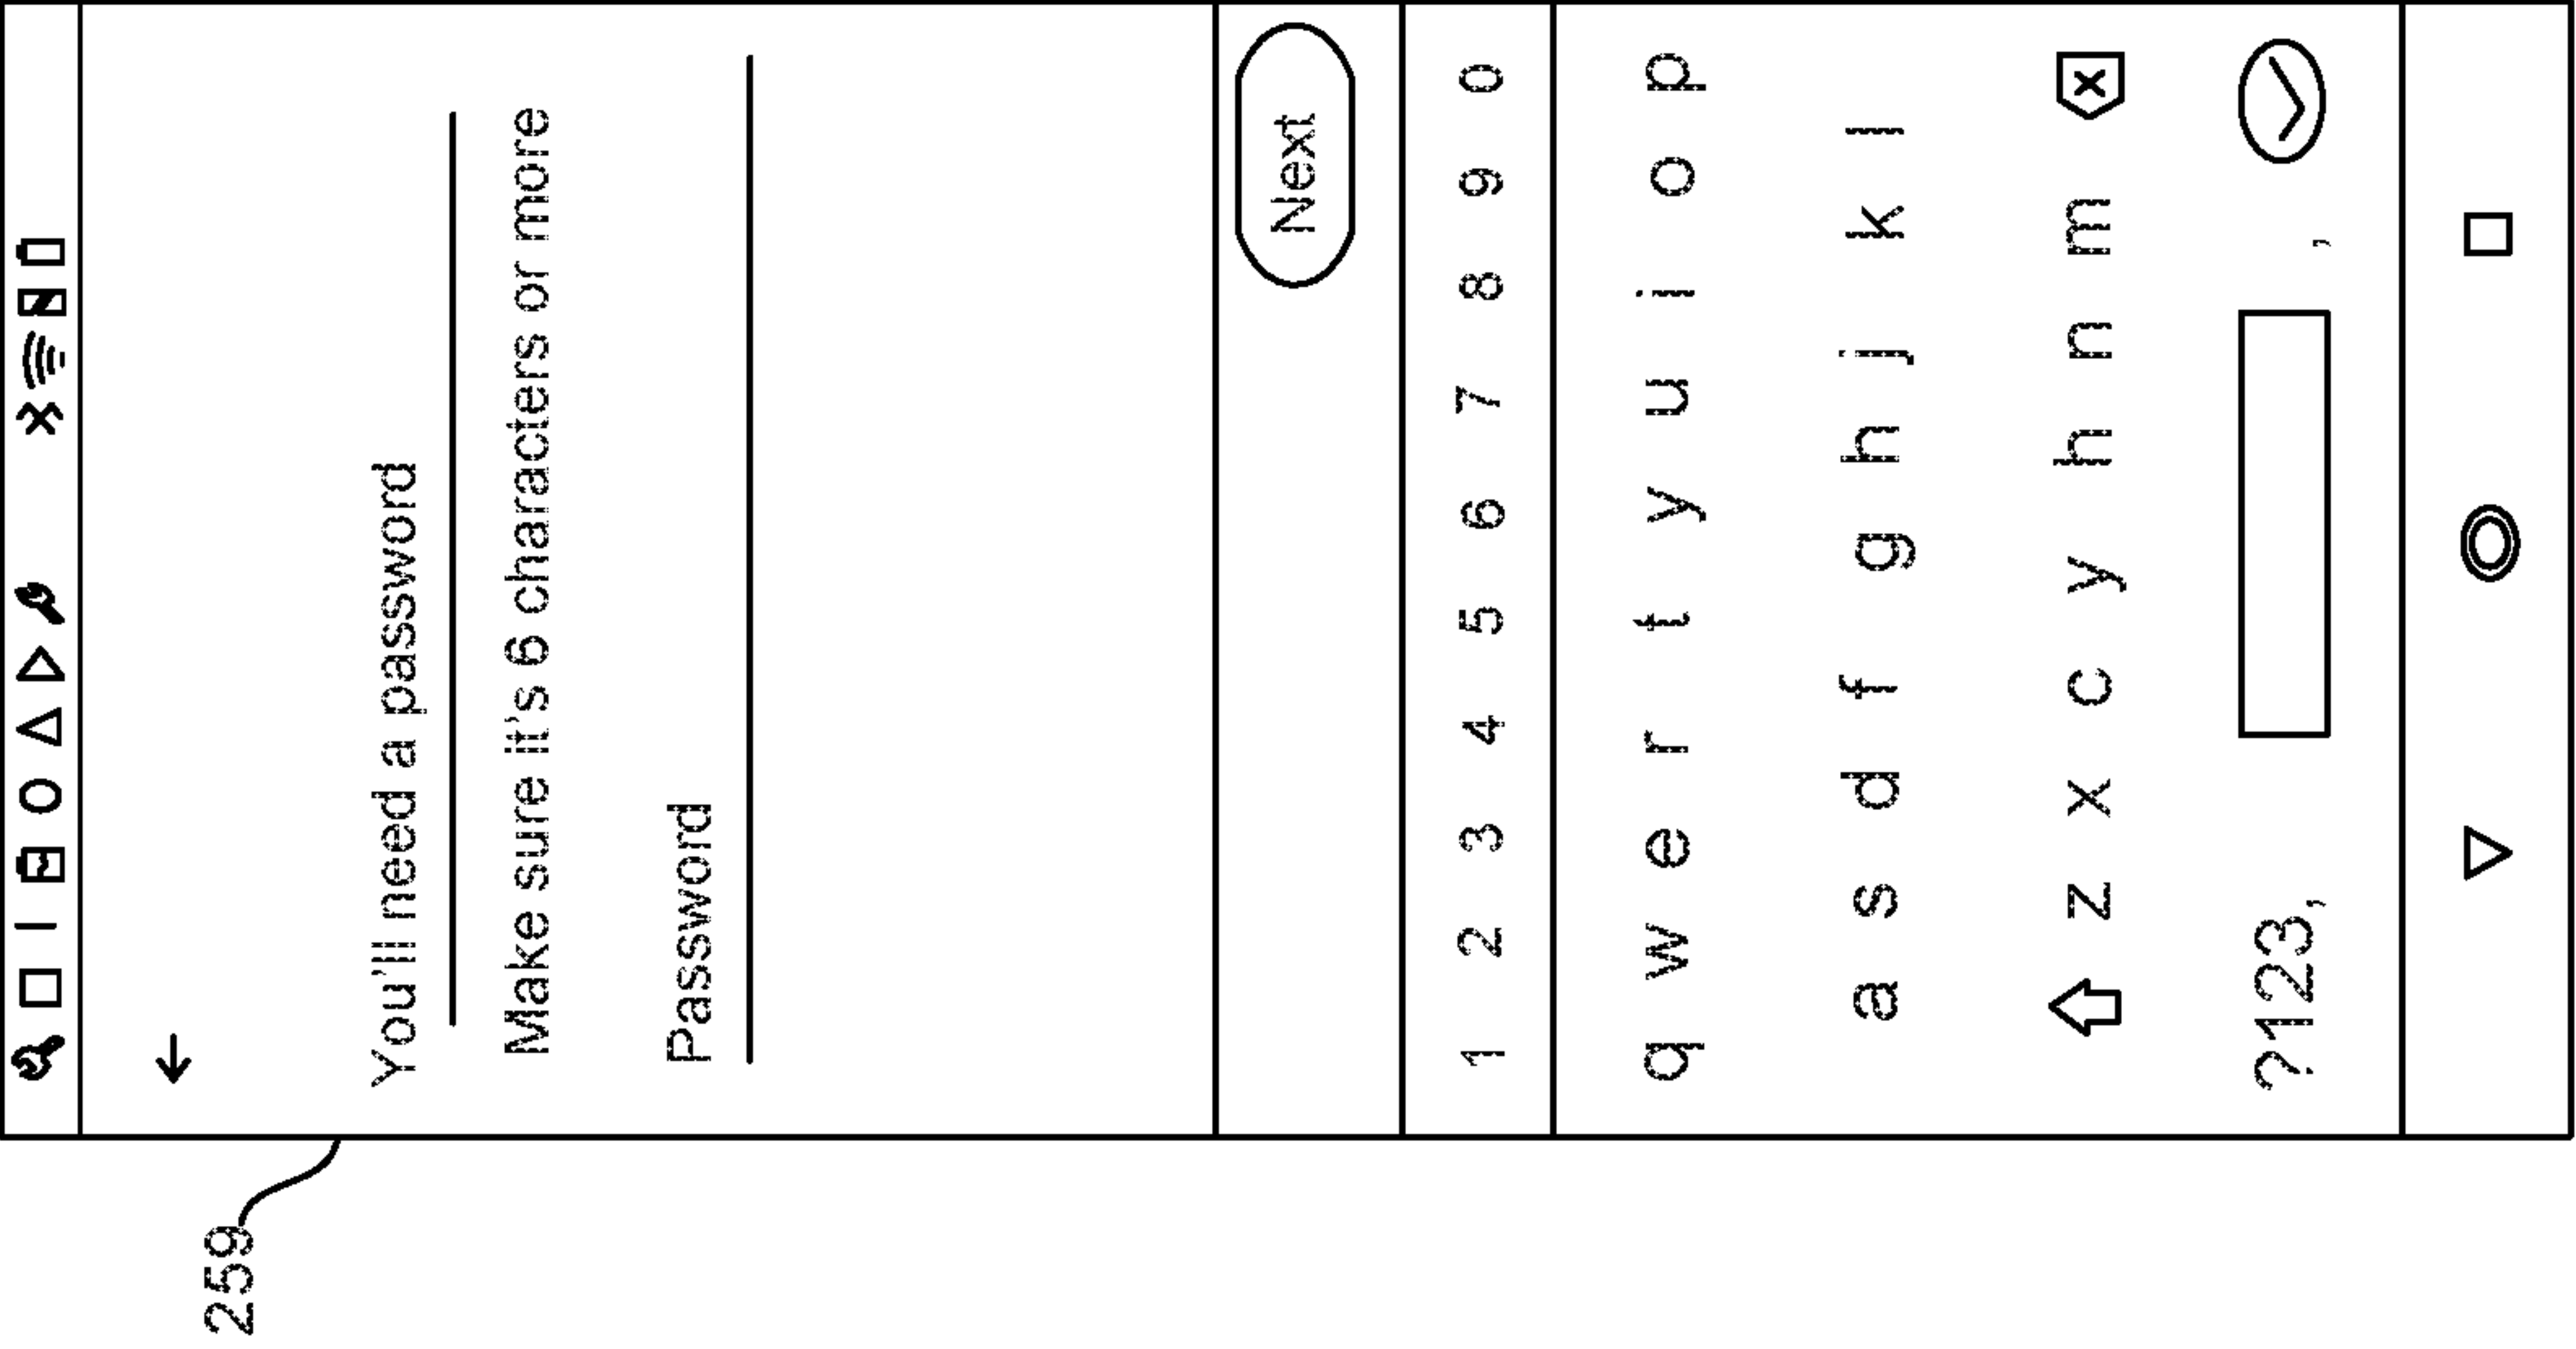 259
You'll need a password
Make sure it's 6 characters or more
Password
Next
1 2 3 4 5 6 7 8 9 0
q w e r t y u i o p
a s d f g h j k l
z x c y h n m x
?123, ,